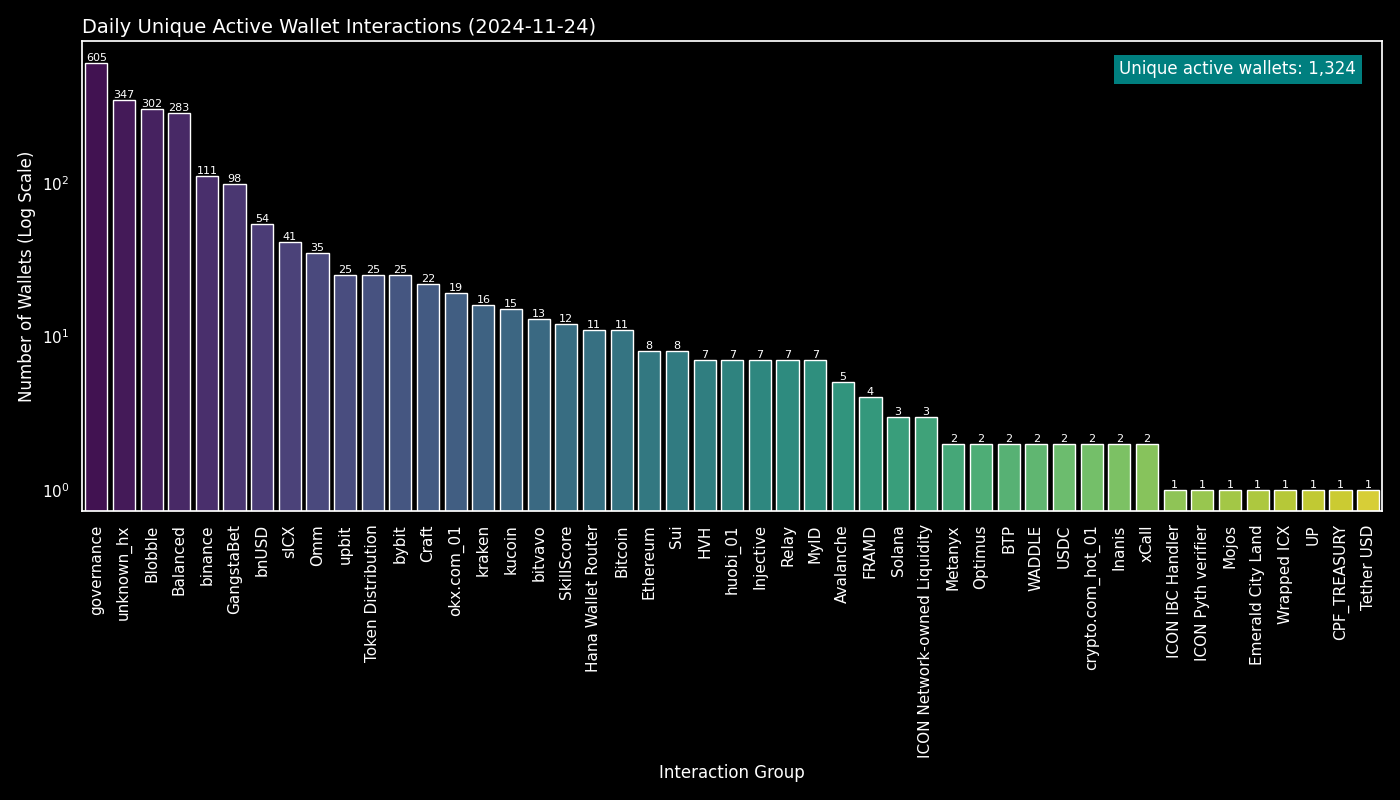 Daily Unique Active Wallet Interactions (2024-11-24)
Unique active wallets: 1,324
Number of Wallets (Log Scale)
10²
10¹
10⁰
605
347
302
283
111
98
54
41
35
25
25
25
22
19
16
15
13
12
11
11
8
8
7
7
7
7
7
5
4
3
3
2
2
2
2
2
2
2
2
1
1
1
1
1
1
1
1
governance
unknown_hx
Blobble
Balanced
binance
GangstaBet
bnUSD
sICX
Omm
upbit
Token Distribution
bybit
Craft
okx.com_01
kraken
kucoin
bitvavo
SkillScore
Hana Wallet Router
Bitcoin
Ethereum
Sui
HVH
huobi_01
Injective
Relay
MyID
Avalanche
FRAMD
Solana
ICON Network-owned Liquidity
Metanyx
Optimus
BTP
WADDLE
USDC
crypto.com_hot_01
Inanis
xCall
ICON IBC Handler
ICON Pyth verifier
Mojos
Emerald City Land
Wrapped ICX
UP
CPF_TREASURY
Tether USD
Interaction Group